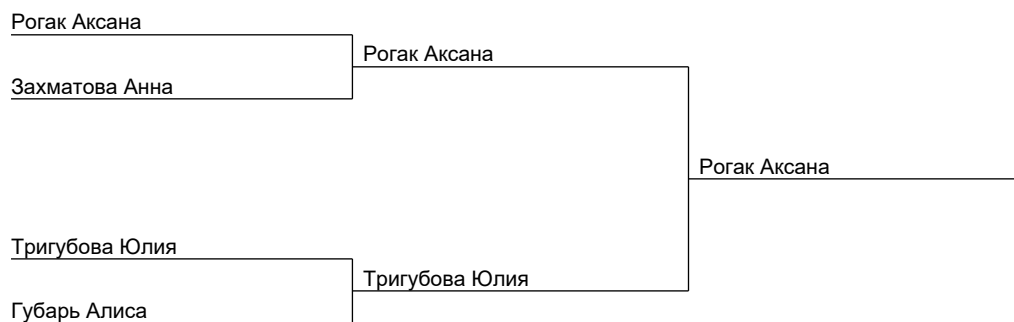 Рогак Аксана
Рогак Аксана
Захматова Анна
Рогак Аксана
Тригубова Юлия
Тригубова Юлия
Губарь Алиса